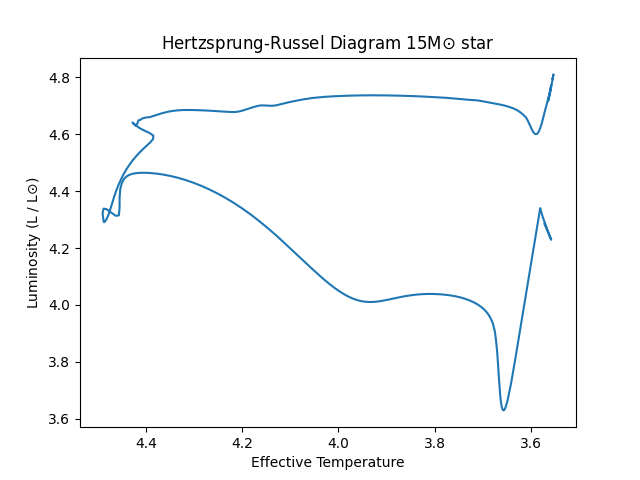 Hertzsprung-Russel Diagram 15M⊙ star
Luminosity (L / L⊙)
4.8
4.6
4.4
4.2
4.0
3.8
3.6
4.4 4.2 4.0 3.8 3.6
Effective Temperature